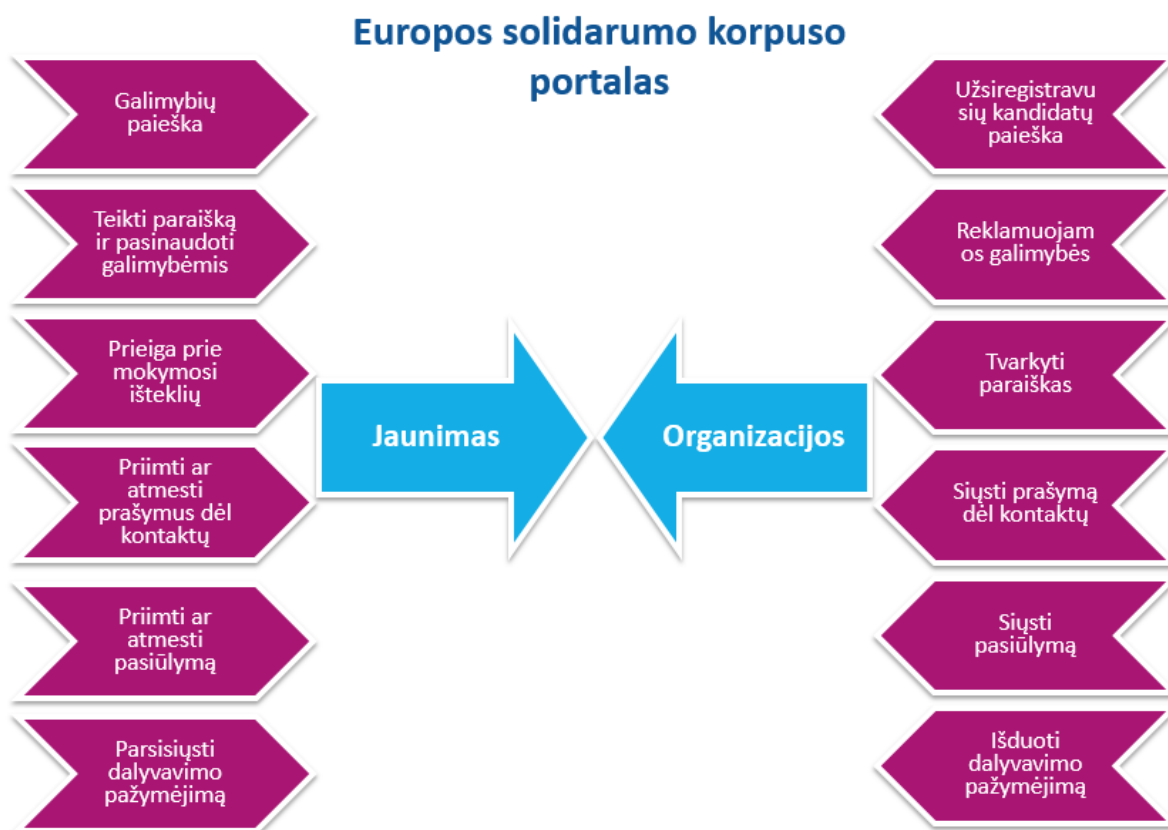 Europos solidarumo korpuso
portalas
Galimybių
paieška
Teikti paraišką
ir pasinaudoti
galimybėmis
Prieiga prie
mokymosi
išteklių
Priimti ar
atmesti
prašymus dėl
kontaktų
Priimti ar
atmesti
pasiūlymą
Parsisiųsti
dalyvavimo
pažymėjimą
Jaunimas
Organizacijos
Užsiregistravu
sių kandidatų
paieška
Reklamuojam
os galimybės
Tvarkyti
paraiškas
Siųsti prašymą
dėl kontaktų
Siųsti
pasiūlymą
Išduoti
dalyvavimo
pažymėjimą